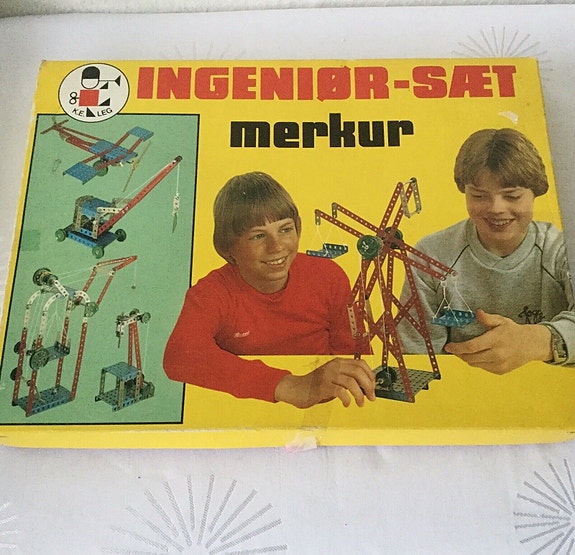 INGENIØR-SÆT
merkur
K.E. LEG